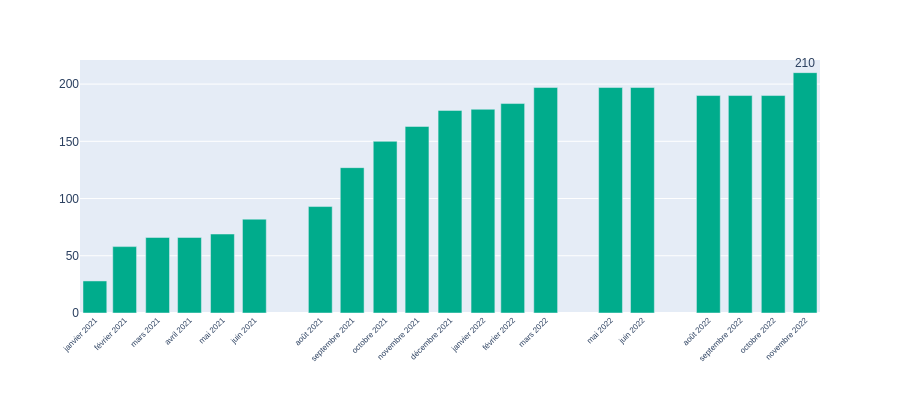 210
200
150
100
50
0
janvier 2021
février 2021
mars 2021
avril 2021
mai 2021
juin 2021
août 2021
septembre 2021
octobre 2021
novembre 2021
décembre 2021
janvier 2022
février 2022
mars 2022
mai 2022
juin 2022
août 2022
septembre 2022
octobre 2022
novembre 2022